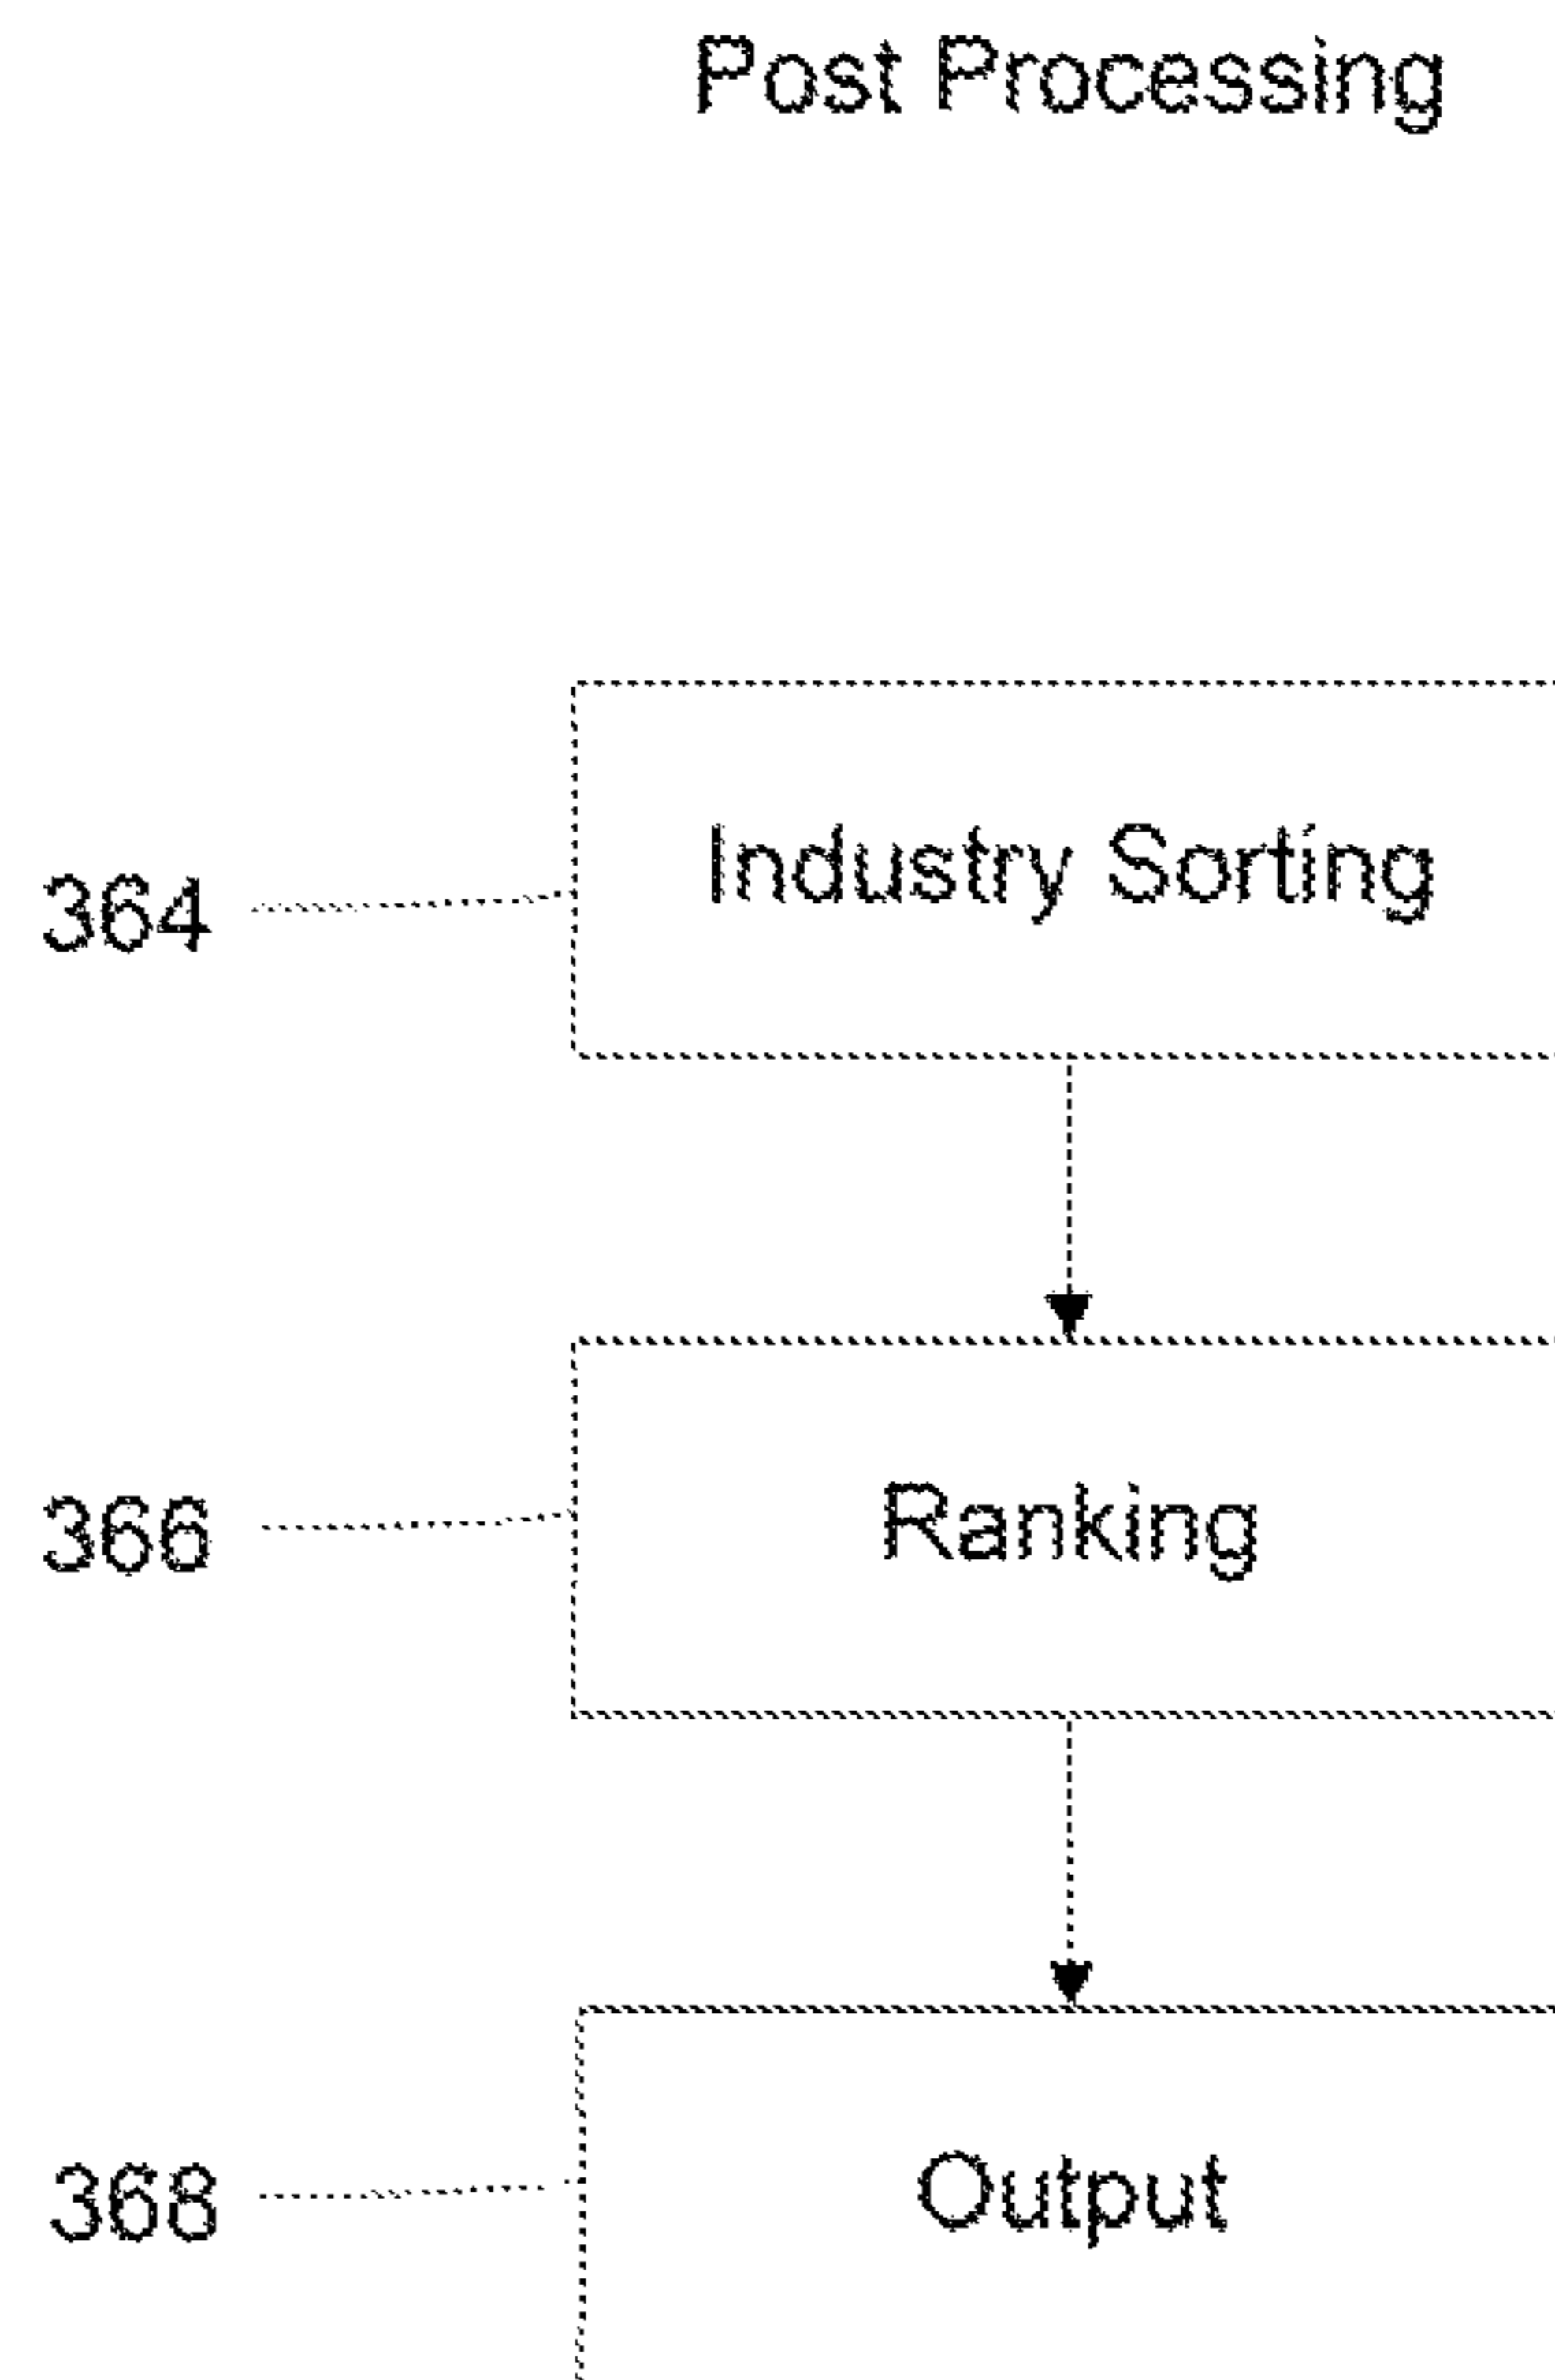 Post Processing
364
Industry Sorting
366
Ranking
368
Output